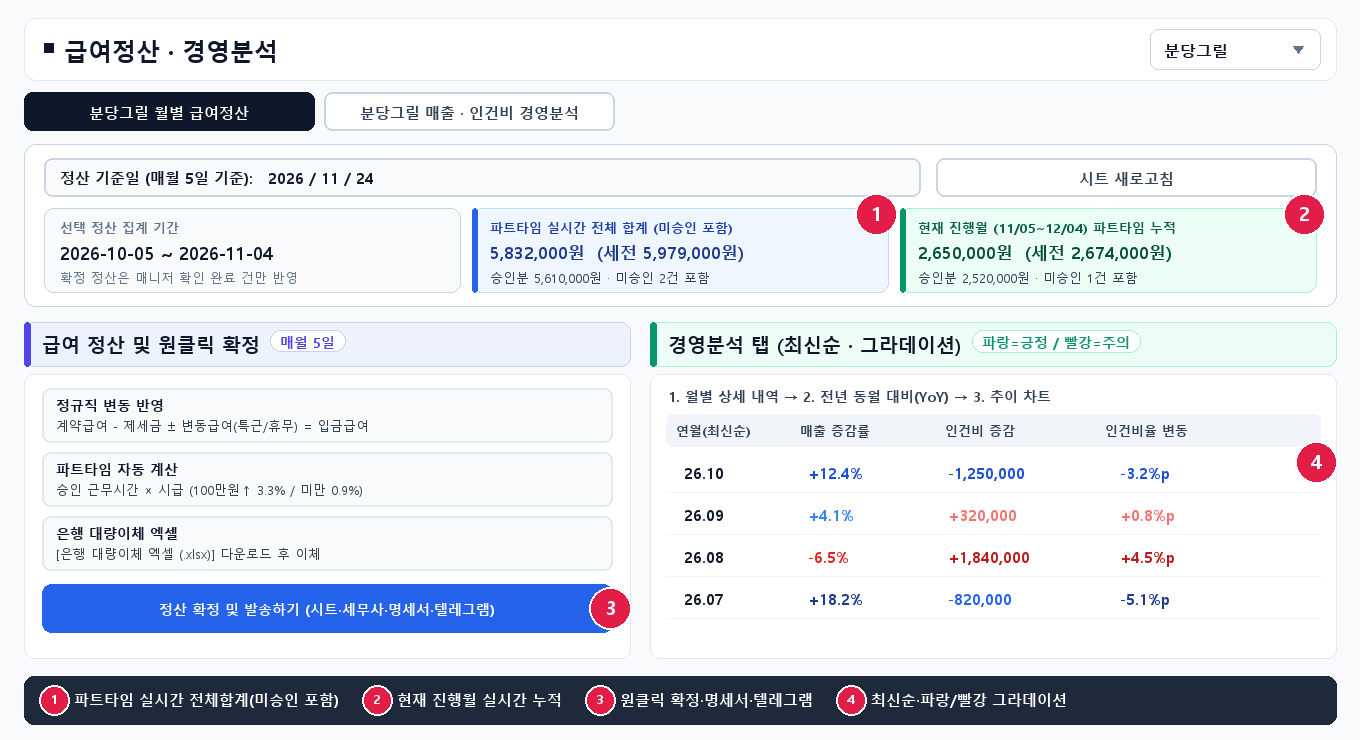 급여정산 · 경영분석
분당그릴
분당그릴 월별 급여정산
분당그릴 매출 · 인건비 경영분석
정산 기준일 (매월 5일 기준): 2026 / 11 / 24
시트 새로고침
선택 정산 집계 기간
2026-10-05 ~ 2026-11-04
확정 정산은 매니저 확인 완료 건만 반영
파트타임 실시간 전체 합계 (미승인 포함)
5,832,000원 (세전 5,979,000원)
승인분 5,610,000원 · 미승인 2건 포함
1
현재 진행월 (11/05~12/04) 파트타임 누적
2,650,000원 (세전 2,674,000원)
승인분 2,520,000원 · 미승인 1건 포함
2
급여 정산 및 원클릭 확정 매월 5일
정규직 변동 반영
계약급여 - 제세금 ± 변동급여(특근/휴무) = 입금급여
파트타임 자동 계산
승인 근무시간 × 시급 (100만원↑ 3.3% / 미만 0.9%)
은행 대량이체 엑셀
[은행 대량이체 엑셀 (.xlsx)] 다운로드 후 이체
정산 확정 및 발송하기 (시트·세무사·명세서·텔레그램)
3
경영분석 탭 (최신순 · 그라데이션) 파랑=긍정 / 빨강=주의
1. 월별 상세 내역 → 2. 전년 동월 대비(YoY) → 3. 추이 차트
연월(최신순) 매출 증감률 인건비 증감 인건비율 변동
4
26.10 +12.4% -1,250,000 -3.2%p
26.09 +4.1% +320,000 +0.8%p
26.08 -6.5% +1,840,000 +4.5%p
26.07 +18.2% -820,000 -5.1%p
1 파트타임 실시간 전체합계(미승인 포함) 2 현재 진행월 실시간 누적 3 원클릭 확정·명세서·텔레그램 4 최신순·파랑/빨강 그라데이션